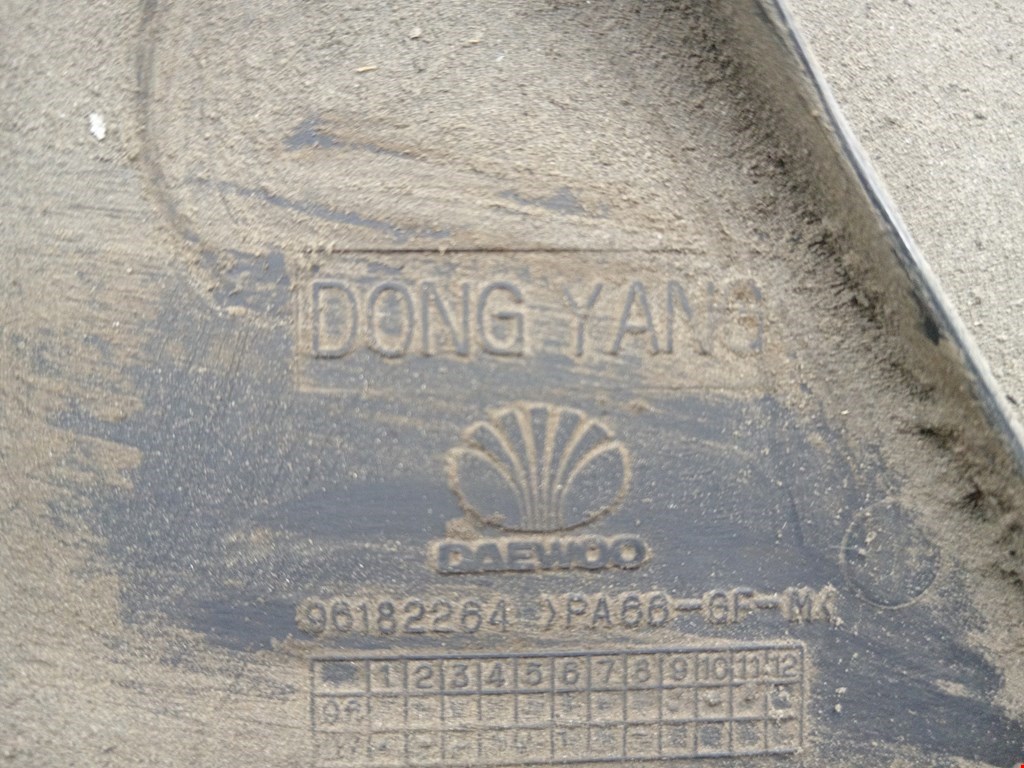 DONG YANG
DAEWOO
96182264 >PA66-GF-M<
1 2 3 4 5 6 7 8 9 10 11 12